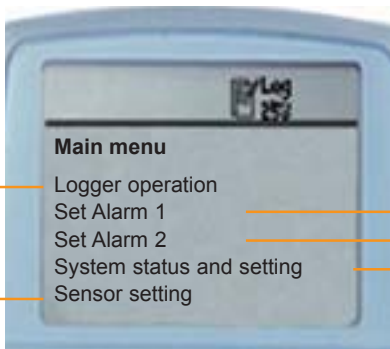 Log
Main menu
Logger operation
Set Alarm 1
Set Alarm 2
System status and setting
Sensor setting